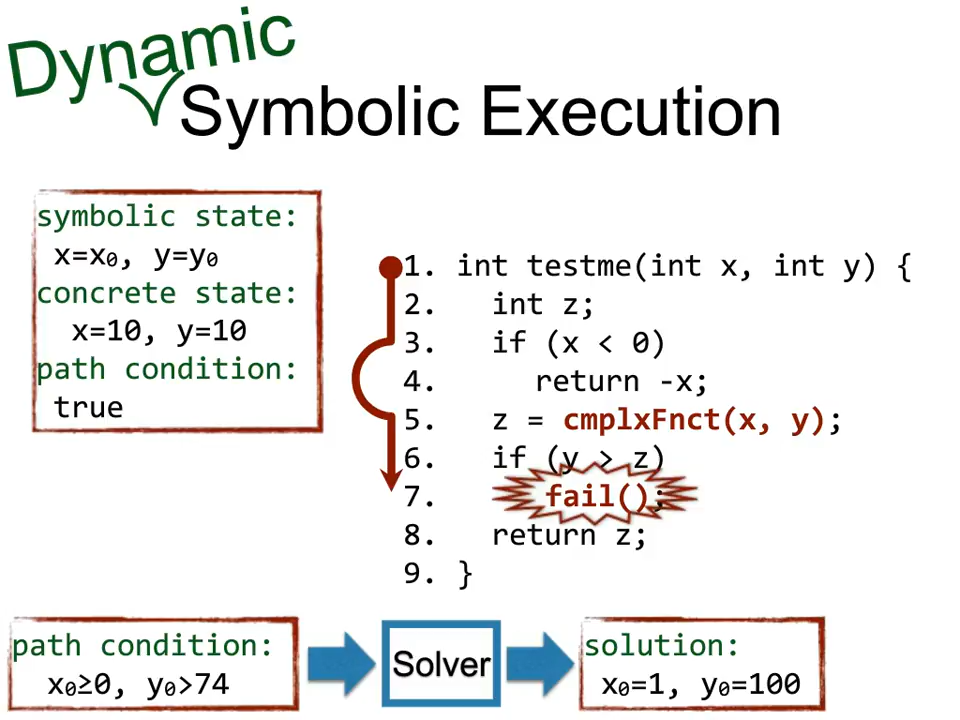 Dynamic
Symbolic Execution
symbolic state:
x=x₀, y=y₀
concrete state:
x=10, y=10
path condition:
true
1. int testme(int x, int y) {
2. int z;
3. if (x < 0)
4. return -x;
5. z = cmplxFnct(x, y);
6. if (y > z)
7. fail();
8. return z;
9. }
path condition:
x₀≥0, y₀>74
Solver
solution:
x₀=1, y₀=100